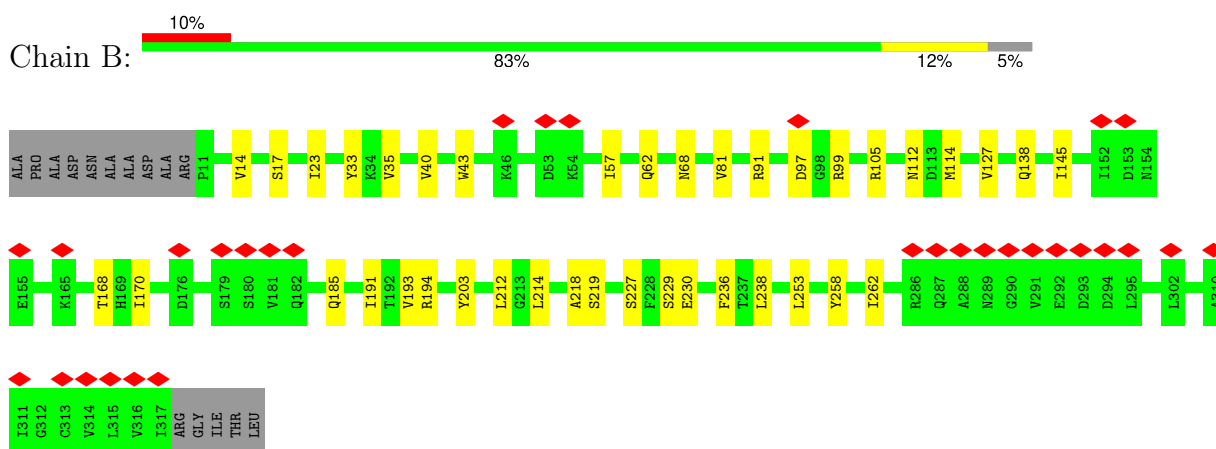 10%
Chain B:
83% 12% 5%
ALA PRO ALA ASP ASN ALA ALA ASP ALA ARG P11 V14 S17 I23 Y33 K34 V35 V40 W43 K46 D53 K54 I57 Q62 N68 V81 R91 D97 G98 R99 R105 N112 D113 M114 V127 Q138 I145 I152 D153 N154
E155 K165 T168 H169 I170 D176 S179 S180 V181 Q182 Q185 I191 T192 V193 R194 Y203 L212 G213 L214 A218 S219 S227 F228 S229 E230 F236 T237 L238 L253 Y258 I262 R286 Q287 A288 N289 G290 V291 E292 D293 D294 L295 L302 A310
I311 G312 C313 V314 L315 V316 I317 ARG GLY ILE THR LEU